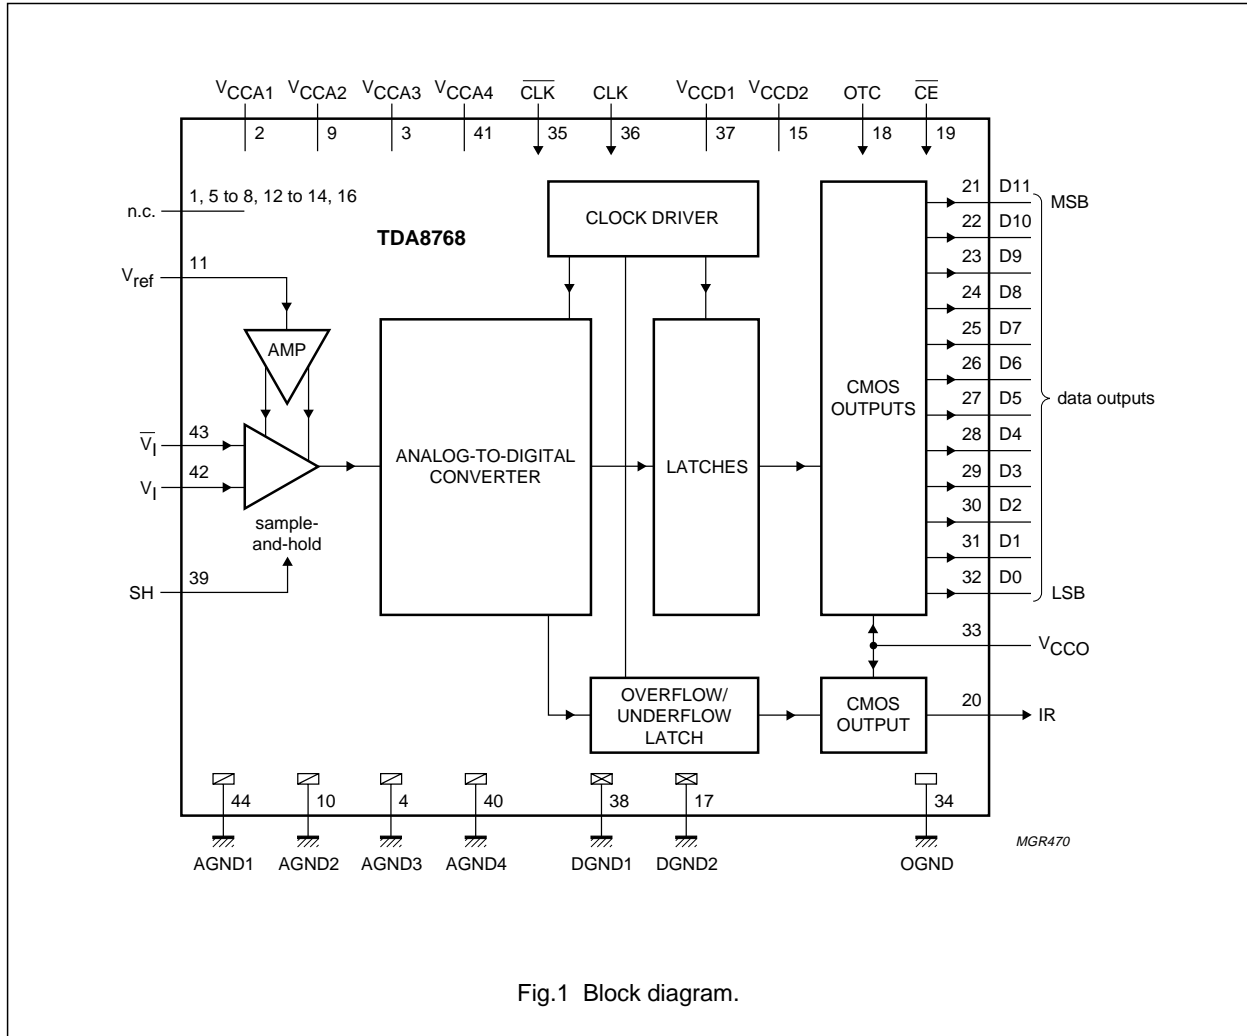 VCCA1 VCCA2 VCCA3 VCCA4 CLK CLK VCCD1 VCCD2 OTC CE
2 9 3 41 35 36 37 15 18 19
1, 5 to 8, 12 to 14, 16
n.c.
TDA8768
CLOCK DRIVER
Vref
11
AMP
VI
43
VI
42
sample-
and-hold
SH
39
ANALOG-TO-DIGITAL
CONVERTER
LATCHES
CMOS
OUTPUTS
21 D11
MSB
22 D10
23 D9
24 D8
25 D7
26 D6
27 D5
data outputs
28 D4
29 D3
30 D2
31 D1
32 D0
LSB
33
VCCO
OVERFLOW/
UNDERFLOW
LATCH
CMOS
OUTPUT
20
IR
44 10 4 40 38 17 34
AGND1 AGND2 AGND3 AGND4 DGND1 DGND2 OGND
MGR470
Fig.1 Block diagram.